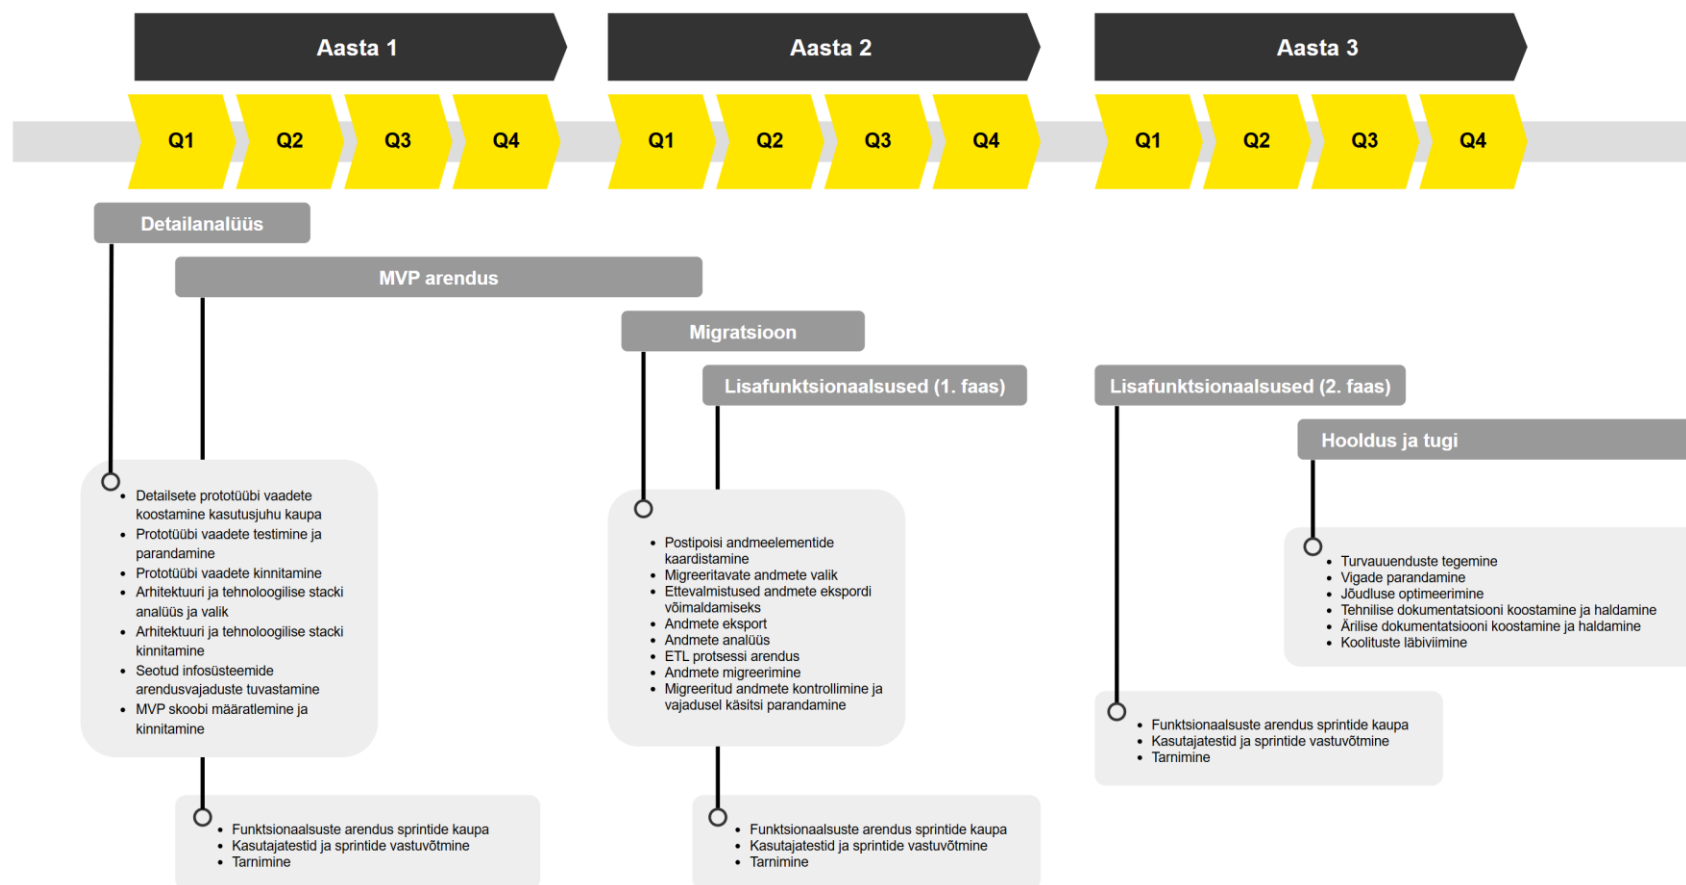 Aasta 1
Aasta 2
Aasta 3
Q1
Q2
Q3
Q4
Q1
Q2
Q3
Q4
Q1
Q2
Q3
Q4
Detailanalüüs
MVP arendus
Migratsioon
Lisafunktsionaalsused (1. faas)
Lisafunktsionaalsused (2. faas)
Hooldus ja tugi
• Detailsete prototüübi vaadete
koostamine kasutusjuhu kaupa
• Prototüübi vaadete testimine ja
parandamine
• Prototüübi vaadete kinnitamine
• Arhitektuuri ja tehnoloogilise stacki
analüüs ja valik
• Arhitektuuri ja tehnoloogilise stacki
kinnitamine
• Seotud infosüsteemide
arendusvajaduste tuvastamine
• MVP skoobi määratlemine ja
kinnitamine
• Postipoisi andmeelementide
kaardistamine
• Migreeritavate andmete valik
• Ettevalmistused andmete ekspordi
võimaldamiseks
• Andmete eksport
• Andmete analüüs
• ETL protsessi arendus
• Andmete migreerimine
• Migreeritud andmete kontrollimine ja
vajadusel käsitsi parandamine
• Turvauuenduste tegemine
• Vigade parandamine
• Jõudluse optimeerimine
• Tehnilise dokumentatsiooni koostamine ja haldamine
• Ärilise dokumentatsiooni koostamine ja haldamine
• Koolituste läbiviimine
• Funktsionaalsuste arendus sprintide kaupa
• Kasutajatestid ja sprintide vastuvõtmine
• Tarnimine
• Funktsionaalsuste arendus sprintide kaupa
• Kasutajatestid ja sprintide vastuvõtmine
• Tarnimine
• Funktsionaalsuste arendus sprintide kaupa
• Kasutajatestid ja sprintide vastuvõtmine
• Tarnimine